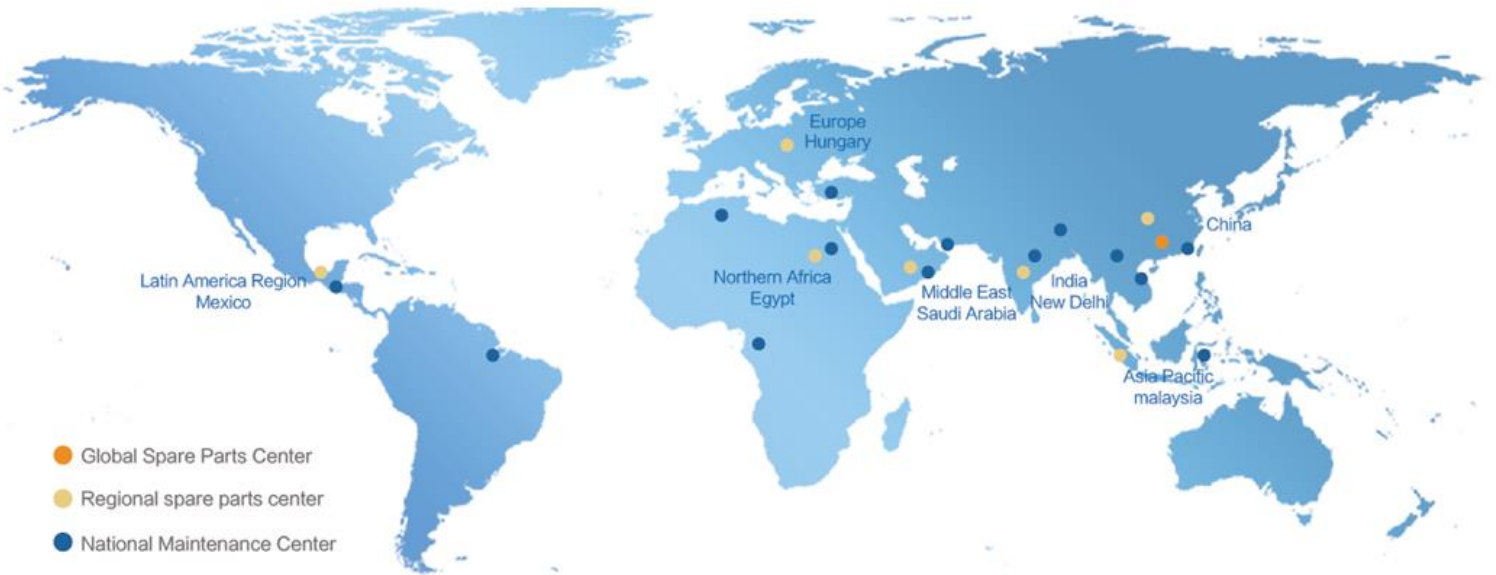 Europe
Hungary
China
Latin America Region
Mexico
Northern Africa
Egypt
Middle East
Saudi Arabia
India
New Delhi
Asia Pacific
malaysia
Global Spare Parts Center
Regional spare parts center
National Maintenance Center